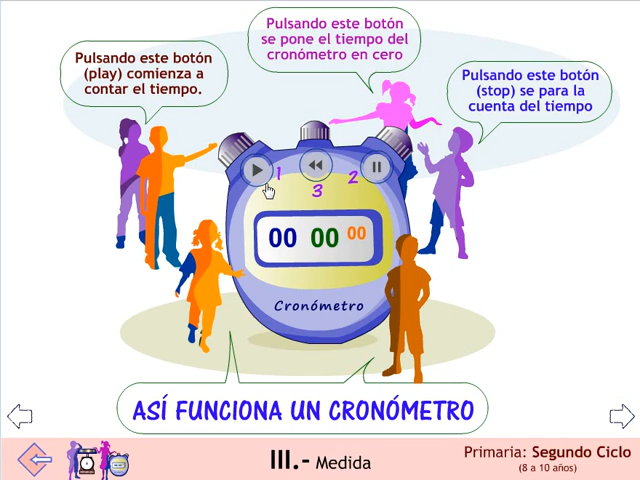 Pulsando este botón
se pone el tiempo del
cronómetro en cero
Pulsando este botón
(play) comienza a
contar el tiempo.
Pulsando este botón
(stop) se para la
cuenta del tiempo
1
2
3
00 00 00
Cronómetro
ASÍ FUNCIONA UN CRONÓMETRO
III.- Medida
Primaria: Segundo Ciclo
(8 a 10 años)